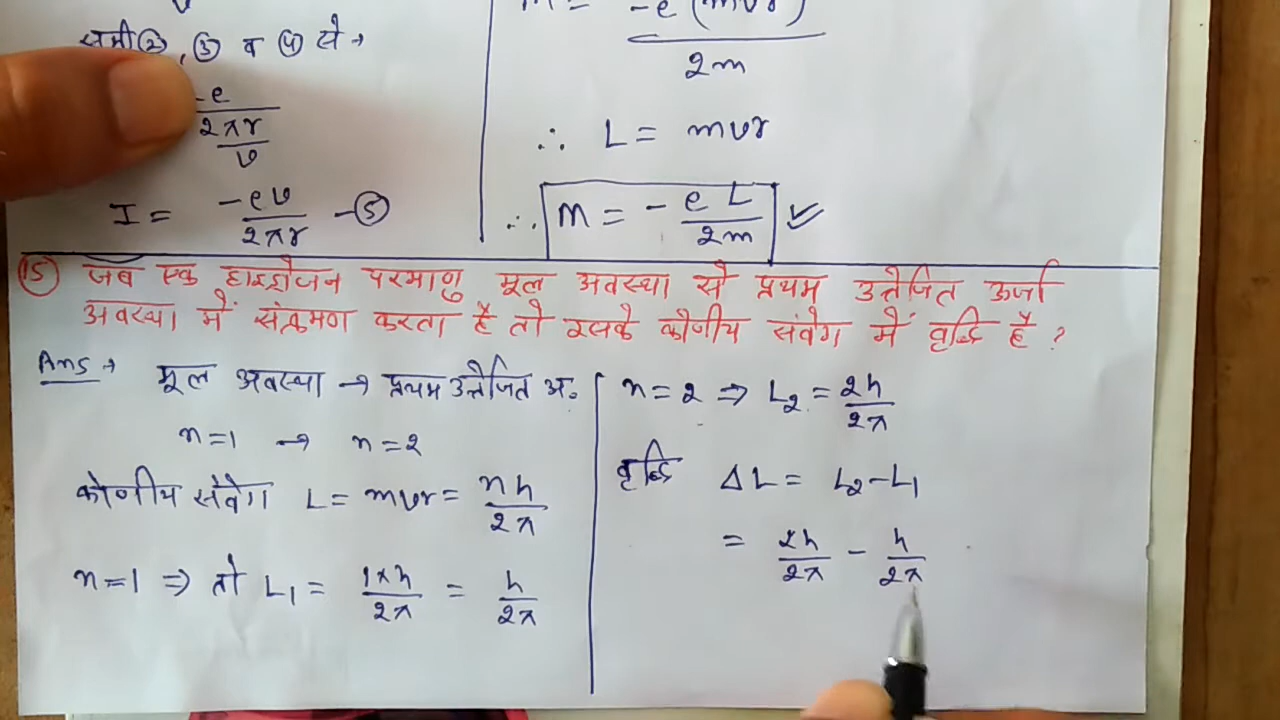 समी ②, ③ व ④ से →
-e
2πr
v
I = -ev/2πr -⑤
-e (mvr)
2m
∴ L = mvr
∴ M = - eL/2m
⑮ जब एक हाइड्रोजन परमाणु मूल अवस्था से प्रथम उत्तेजित ऊर्जा
अवस्था में संक्रमण करता है तो इसके कोणीय संवेग में वृद्धि है ?
Ans → मूल अवस्था → प्रथम उत्तेजित अ॰
n=1 → n=2
कोणीय संवेग L = mvr = nh/2π
n=1 ⇒ तो L₁ = 1×h/2π = h/2π
n=2 ⇒ L₂ = 2h/2π
वृद्धि ΔL = L₂-L₁
= 2h/2π - h/2π